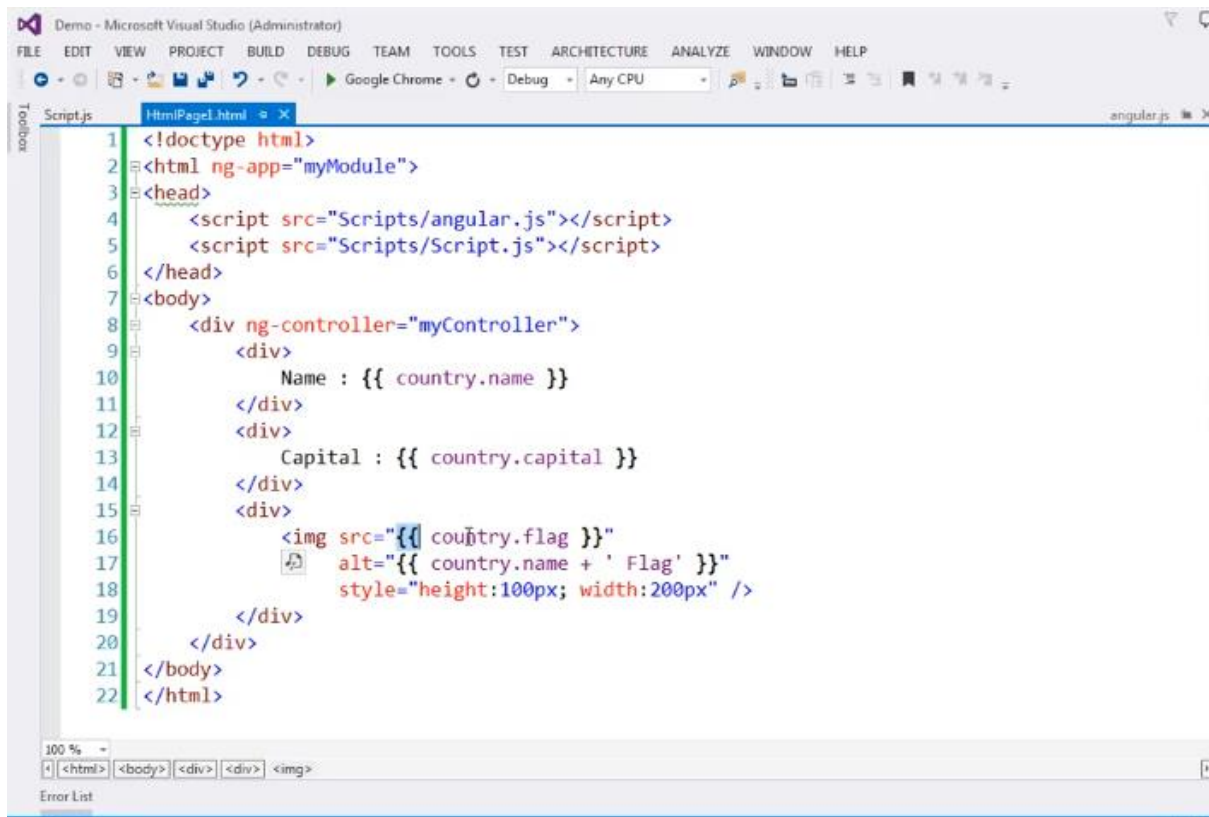 Demo - Microsoft Visual Studio (Administrator)
FILE EDIT VIEW PROJECT BUILD DEBUG TEAM TOOLS TEST ARCHITECTURE ANALYZE WINDOW HELP
Google Chrome Debug Any CPU
Toolbox
Script.js HtmlPage1.html angular.js
1 <!doctype html>
2 <html ng-app="myModule">
3 <head>
4 <script src="Scripts/angular.js"></script>
5 <script src="Scripts/Script.js"></script>
6 </head>
7 <body>
8 <div ng-controller="myController">
9 <div>
10 Name : {{ country.name }}
11 </div>
12 <div>
13 Capital : {{ country.capital }}
14 </div>
15 <div>
16 <img src="{{ country.flag }}"
17 alt="{{ country.name + ' Flag' }}"
18 style="height:100px; width:200px" />
19 </div>
20 </div>
21 </body>
22 </html>
100 %
<html> <body> <div> <div> <img>
Error List